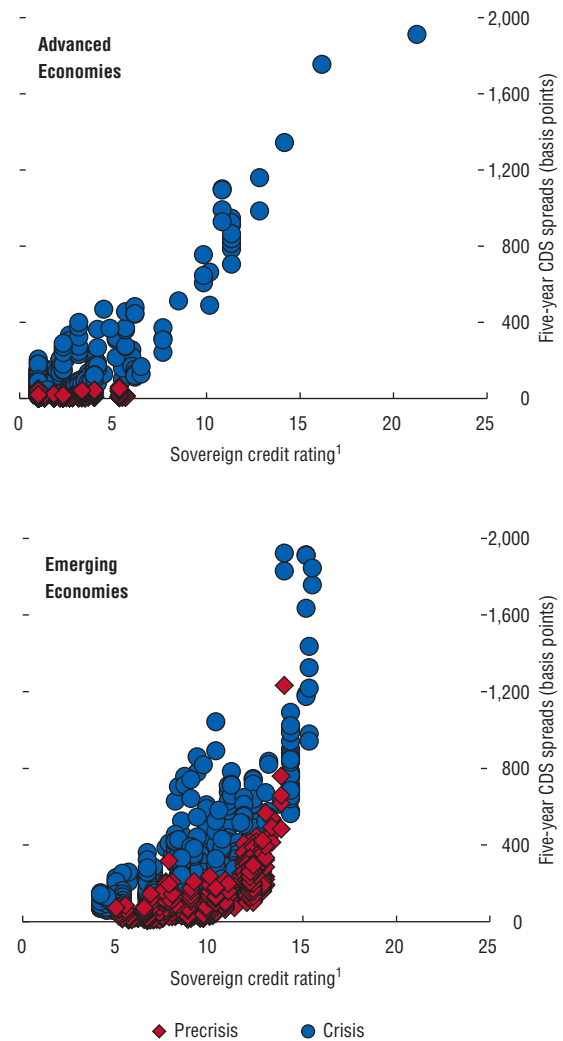 Advanced
Economies
2,000
1,600
1,200
800
400
0
Five-year CDS spreads (basis points)
0 5 10 15 20 25
Sovereign credit rating1
Emerging
Economies
2,000
1,600
1,200
800
400
0
Five-year CDS spreads (basis points)
0 5 10 15 20 25
Sovereign credit rating1
Precrisis Crisis